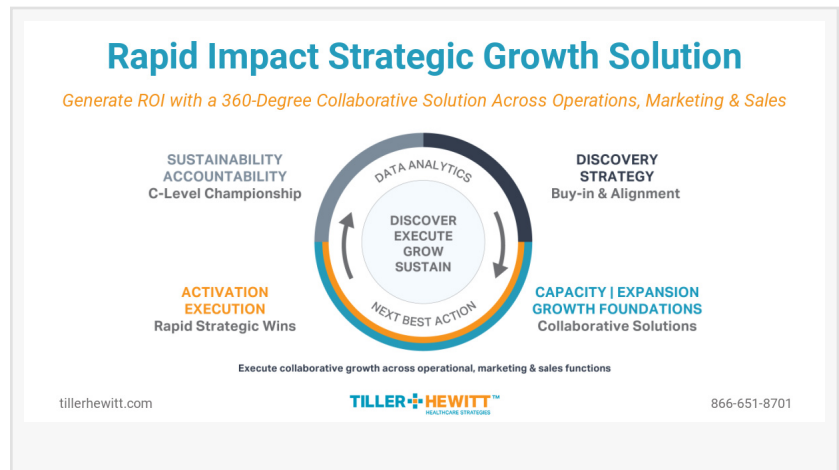 Rapid Impact Strategic Growth Solution
Generate ROI with a 360-Degree Collaborative Solution Across Operations, Marketing & Sales
SUSTAINABILITY
ACCOUNTABILITY
C-Level Championship
DATA ANALYTICS
DISCOVERY
STRATEGY
Buy-in & Alignment
DISCOVER
EXECUTE
GROW
SUSTAIN
ACTIVATION
EXECUTION
Rapid Strategic Wins
NEXT BEST ACTION
CAPACITY | EXPANSION
GROWTH FOUNDATIONS
Collaborative Solutions
Execute collaborative growth across operational, marketing & sales functions
tillerhewitt.com
TILLER HEWITT™
HEALTHCARE STRATEGIES
866-651-8701